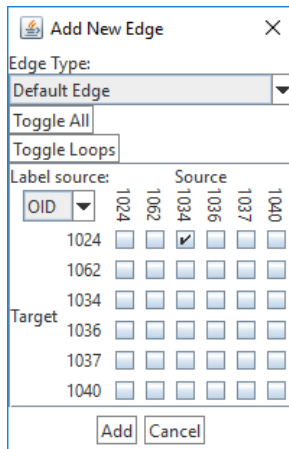 Add New Edge
Edge Type:
Default Edge
Toggle All
Toggle Loops
Label source: Source
OID 1024 1062 1034 1036 1037 1040
1024
1062
1034
Target 1036
1037
1040
Add Cancel